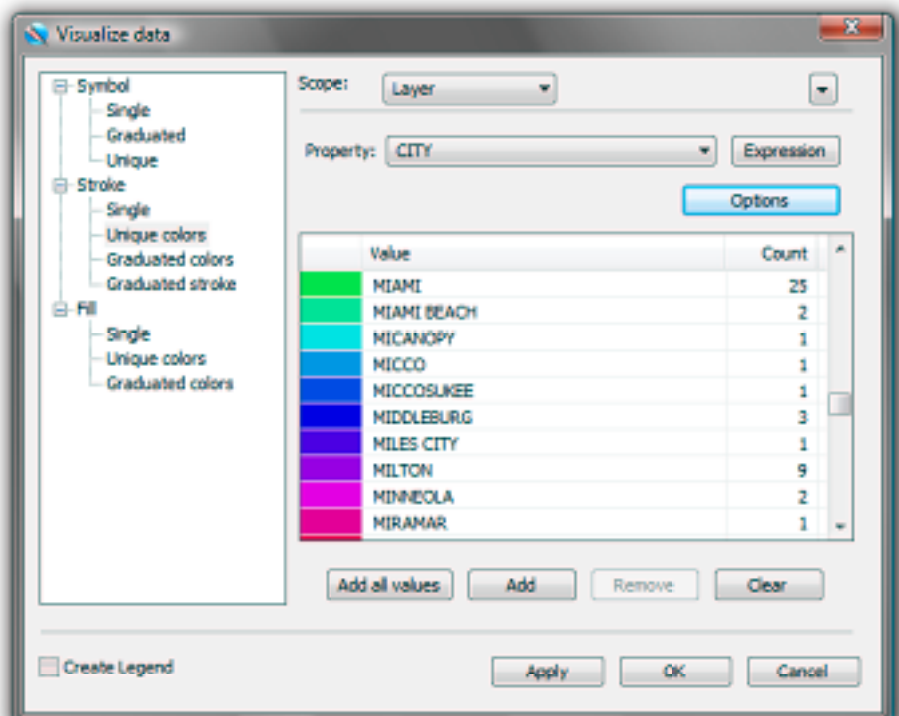 Visualize data
Symbol
Single
Graduated
Unique
Stroke
Single
Unique colors
Graduated colors
Graduated stroke
Fill
Single
Unique colors
Graduated colors
Scope: Layer
Property: CITY Expression
Options
Value Count
MIAMI 25
MIAMI BEACH 2
MICANOPY 1
MICCO 1
MICCOSUKEE 1
MIDDLEBURG 3
MILES CITY 1
MILTON 9
MINNEOLA 2
MIRAMAR 1
Add all values Add Remove Clear
Create Legend Apply OK Cancel